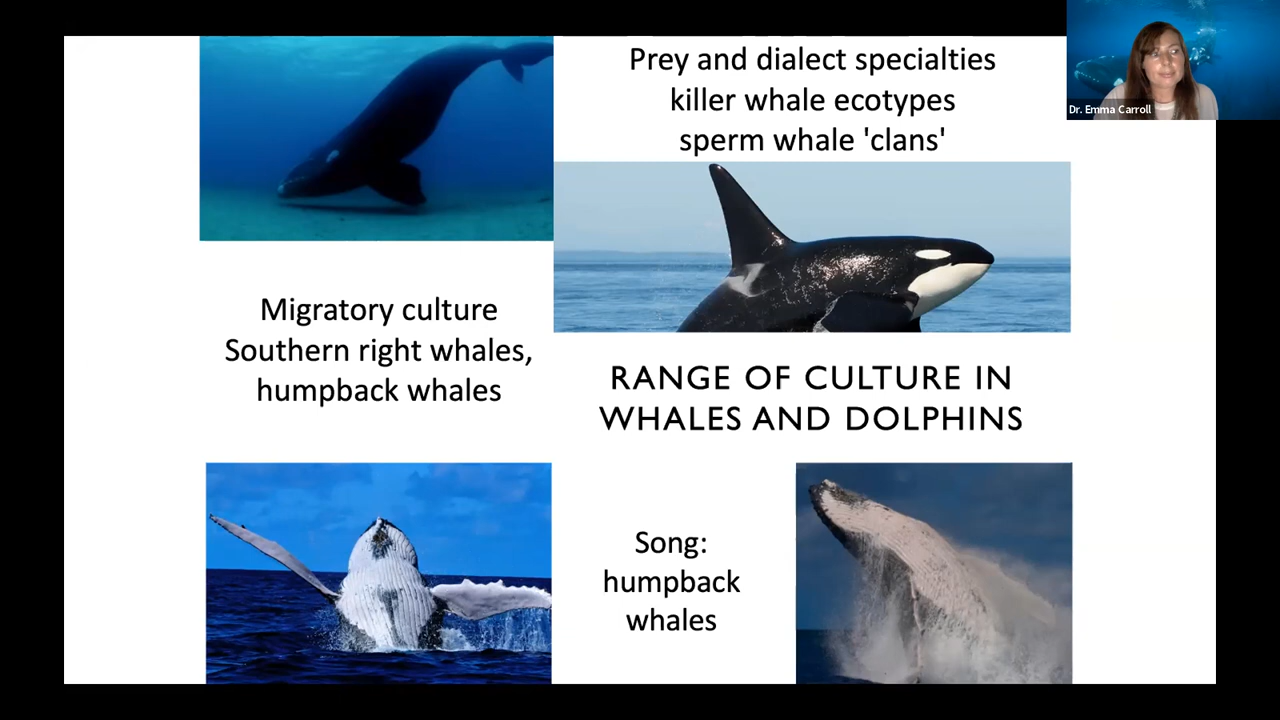 Prey and dialect specialties
killer whale ecotypes
sperm whale 'clans'
Dr. Emma Carroll
Migratory culture
Southern right whales,
humpback whales
RANGE OF CULTURE IN
WHALES AND DOLPHINS
Song:
humpback
whales